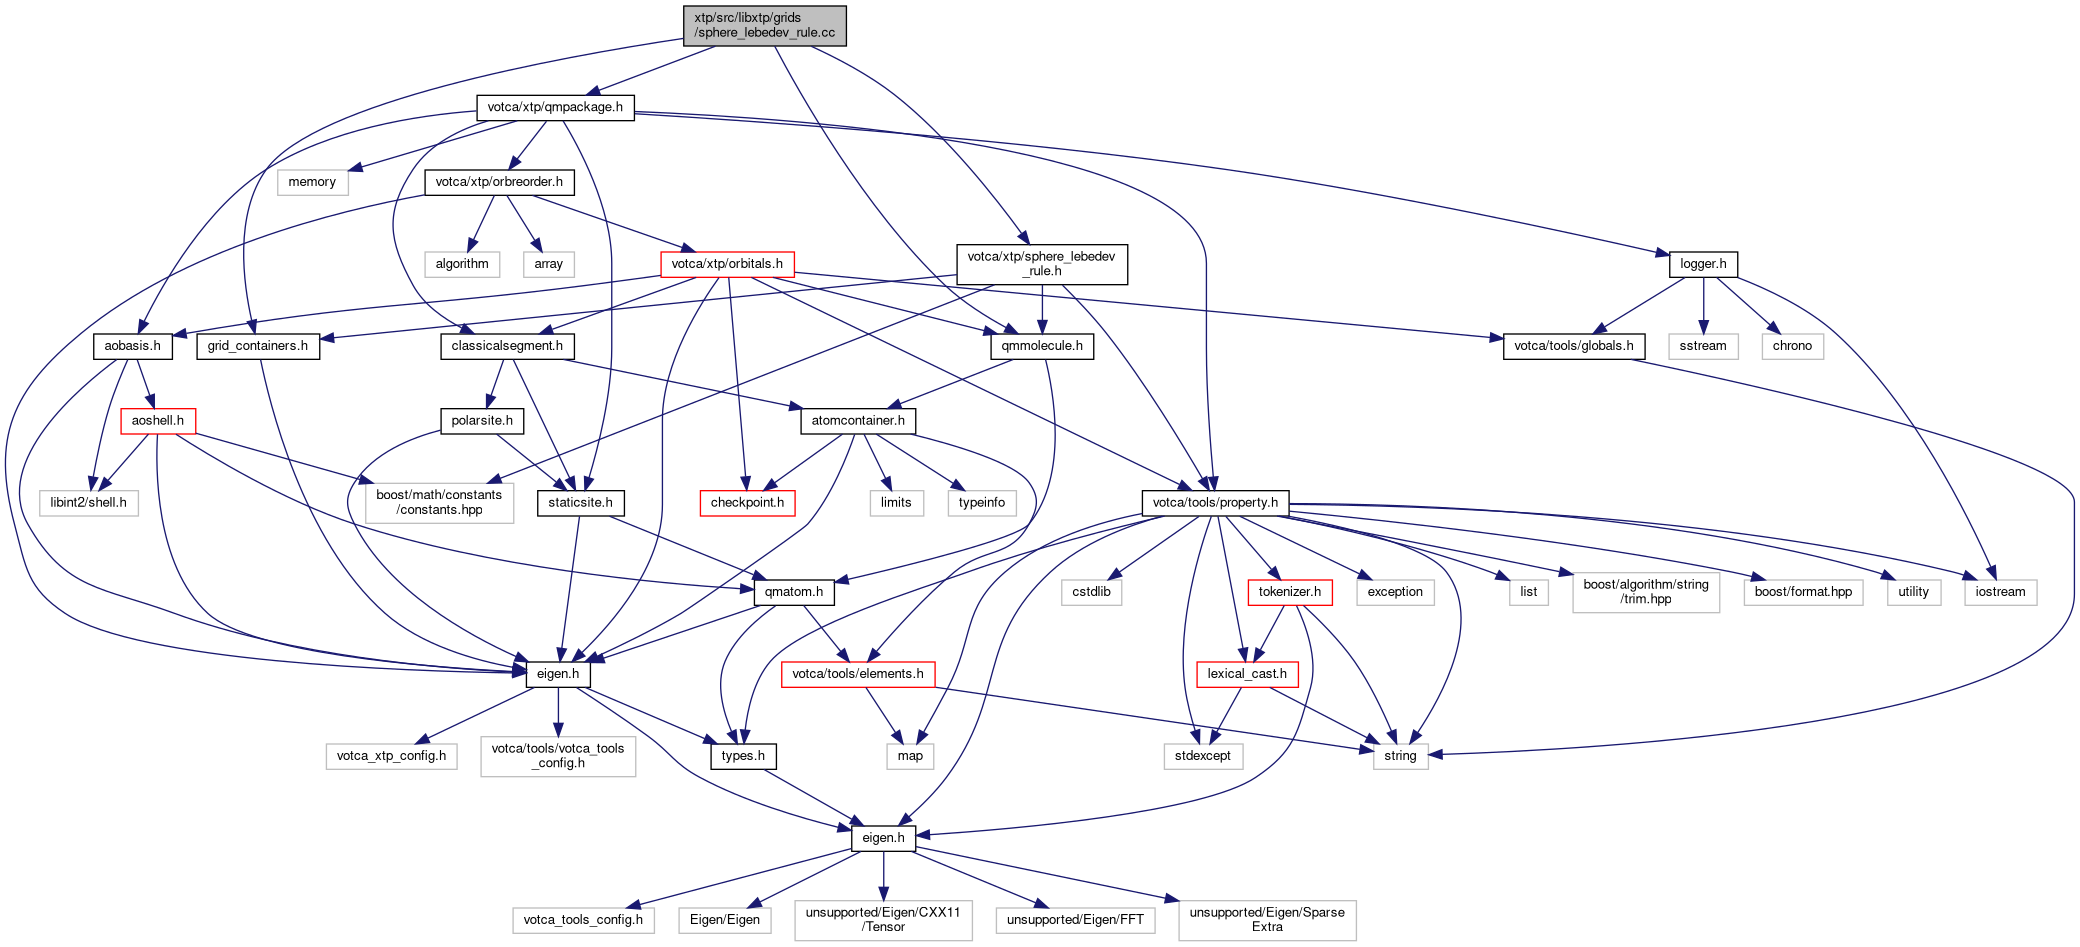 xtp/src/libxtp/grids
/sphere_lebedev_rule.cc
votca/xtp/qmpackage.h
memory
votca/xtp/orbreorder.h
algorithm
array
votca/xtp/orbitals.h
votca/xtp/sphere_lebedev
_rule.h
logger.h
aobasis.h
grid_containers.h
classicalsegment.h
qmmolecule.h
votca/tools/globals.h
sstream
chrono
aoshell.h
polarsite.h
atomcontainer.h
libint2/shell.h
boost/math/constants
/constants.hpp
staticsite.h
checkpoint.h
limits
typeinfo
votca/tools/property.h
qmatom.h
cstdlib
tokenizer.h
exception
list
boost/algorithm/string
/trim.hpp
boost/format.hpp
utility
iostream
eigen.h
votca/tools/elements.h
lexical_cast.h
votca_xtp_config.h
votca/tools/votca_tools
_config.h
types.h
map
stdexcept
string
eigen.h
votca_tools_config.h
Eigen/Eigen
unsupported/Eigen/CXX11
/Tensor
unsupported/Eigen/FFT
unsupported/Eigen/Sparse
Extra